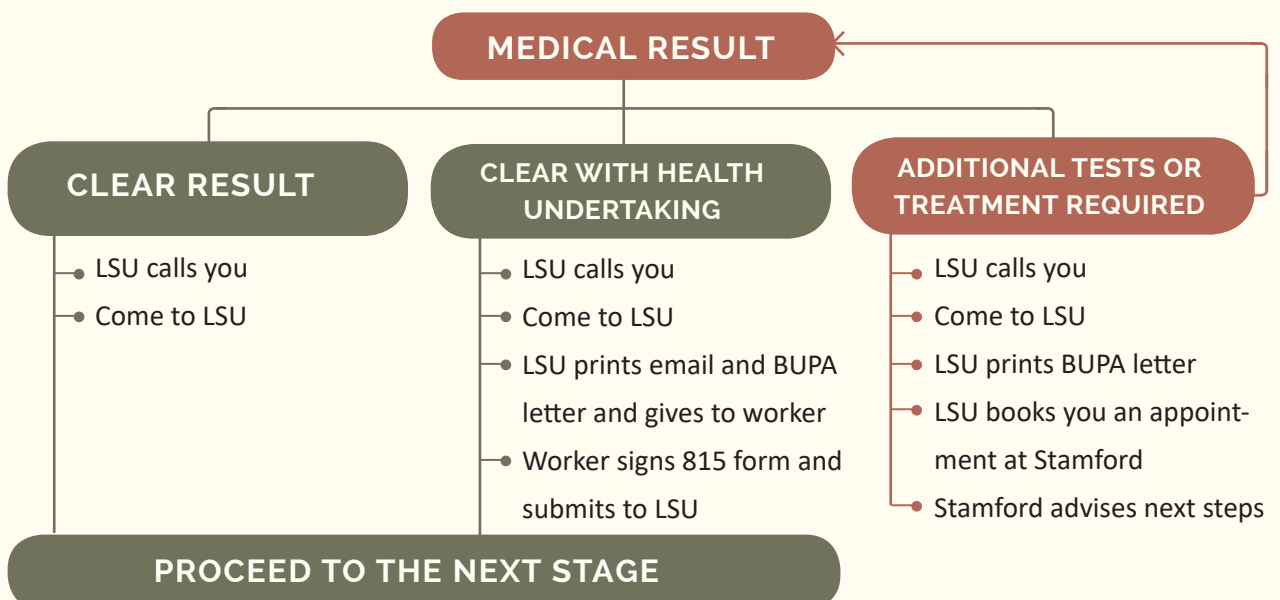 MEDICAL RESULT
CLEAR RESULT
LSU calls you
Come to LSU
CLEAR WITH HEALTH
UNDERTAKING
LSU calls you
Come to LSU
LSU prints email and BUPA
letter and gives to worker
Worker signs 815 form and
submits to LSU
ADDITIONAL TESTS OR
TREATMENT REQUIRED
LSU calls you
Come to LSU
LSU prints BUPA letter
LSU books you an appoint-
ment at Stamford
Stamford advises next steps
PROCEED TO THE NEXT STAGE